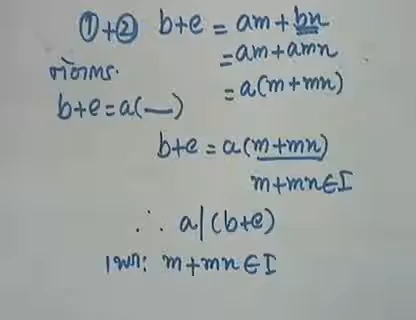 ①+② b+e = am + bn
= am + amn
ต้องการ. = a(m+mn)
b+e = a(—)
b+e = a(m+mn)
m+mn∈I
∴ a|(b+e)
เพราะ m+mn∈I